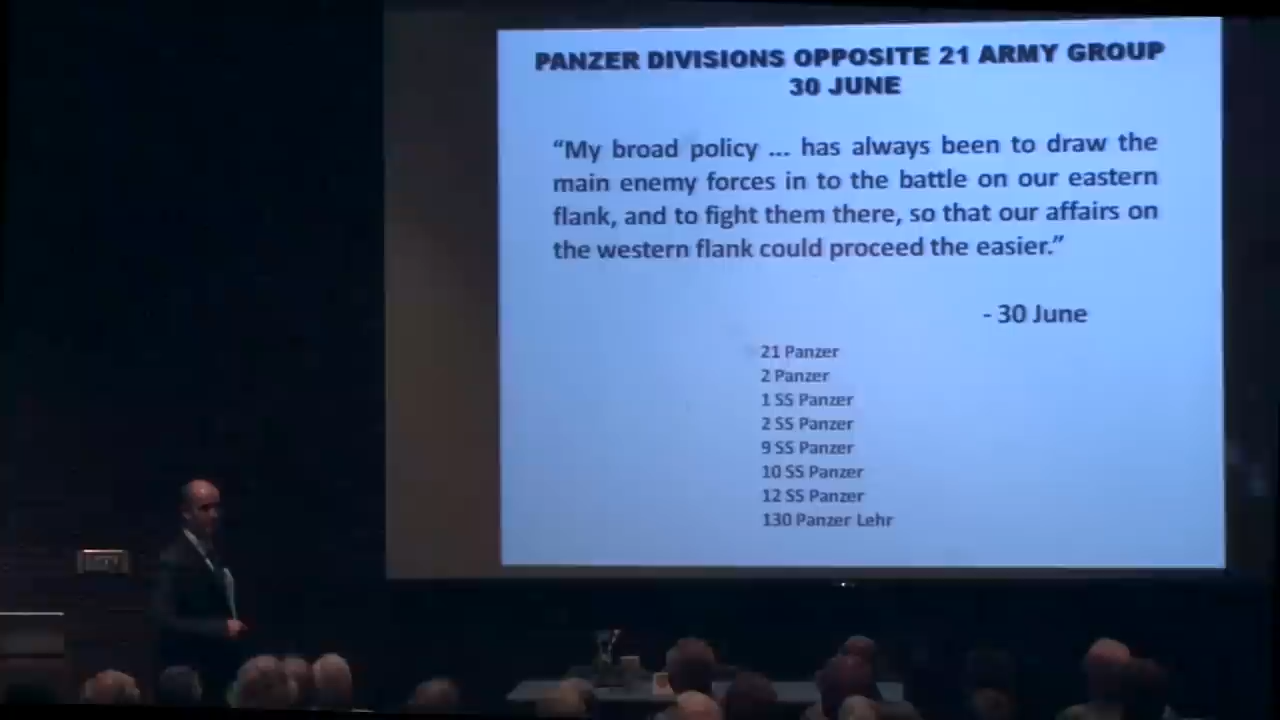 PANZER DIVISIONS OPPOSITE 21 ARMY GROUP
30 JUNE
“My broad policy ... has always been to draw the
main enemy forces in to the battle on our eastern
flank, and to fight them there, so that our affairs on
the western flank could proceed the easier.”
- 30 June
21 Panzer
2 Panzer
1 SS Panzer
2 SS Panzer
9 SS Panzer
10 SS Panzer
12 SS Panzer
130 Panzer Lehr